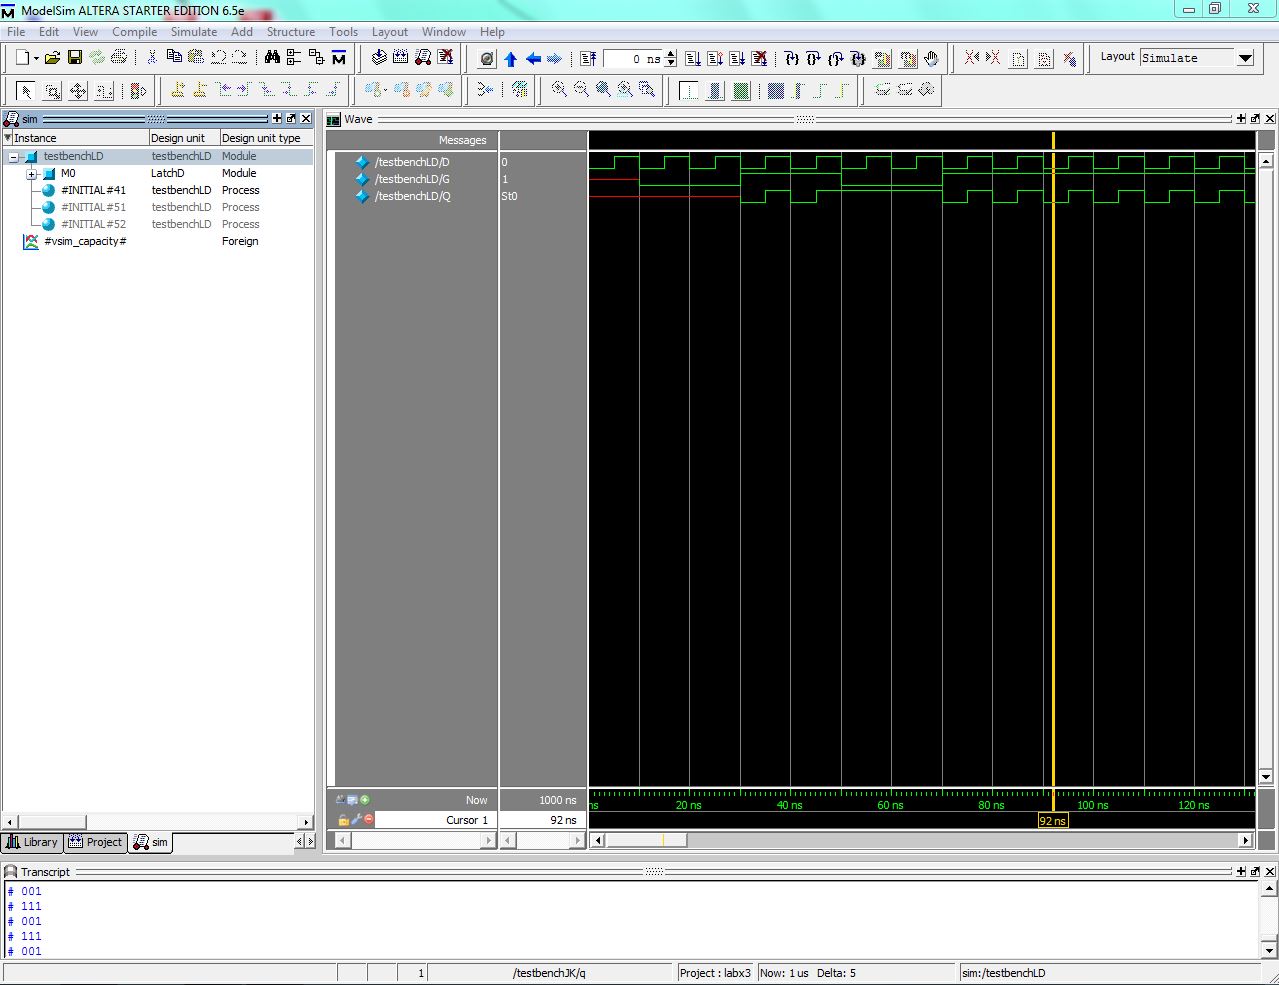 ModelSim ALTERA STARTER EDITION 6.5e
File Edit View Compile Simulate Add Structure Tools Layout Window Help
0 ns
Layout Simulate
sim
Wave
Instance Design unit Design unit type
Messages
testbenchLD testbenchLD Module
M0 LatchD Module
#INITIAL#41 testbenchLD Process
#INITIAL#51 testbenchLD Process
#INITIAL#52 testbenchLD Process
#vsim_capacity# Foreign
/testbenchLD/D 0
/testbenchLD/G 1
/testbenchLD/Q St0
Now 1000 ns
ns 20 ns 40 ns 60 ns 80 ns 100 ns 120 ns
Cursor 1 92 ns
92 ns
Library Project sim
Transcript
# 001
# 111
# 001
# 111
# 001
1 /testbenchJK/q Project : labx3 Now: 1 us Delta: 5 sim:/testbenchLD